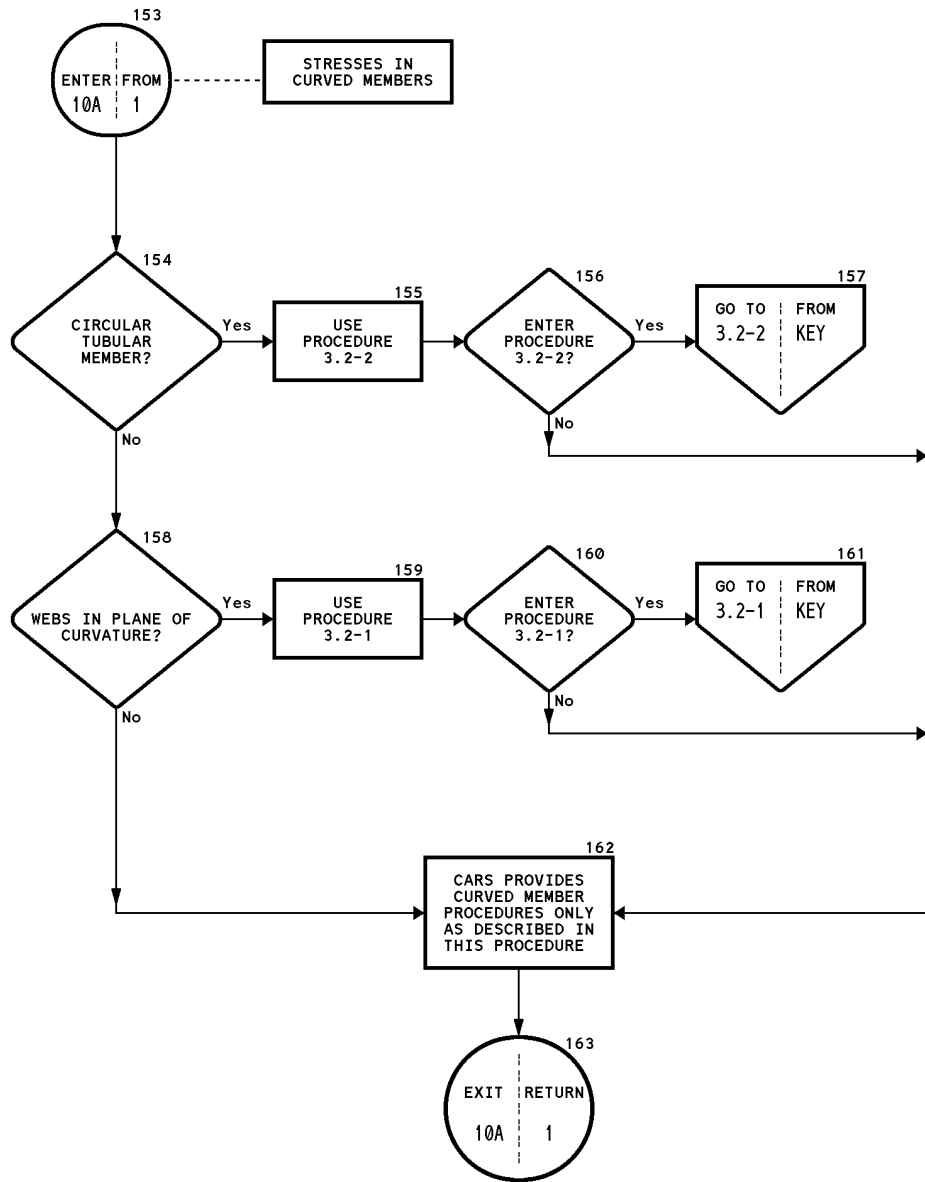 153
ENTER FROM
10A 1
STRESSES IN
CURVED MEMBERS
154
CIRCULAR
TUBULAR
MEMBER?
Yes
No
155
USE
PROCEDURE
3.2-2
156
ENTER
PROCEDURE
3.2-2?
Yes
No
157
GO TO FROM
3.2-2 KEY
158
WEBS IN PLANE OF
CURVATURE?
Yes
No
159
USE
PROCEDURE
3.2-1
160
ENTER
PROCEDURE
3.2-1?
Yes
No
161
GO TO FROM
3.2-1 KEY
162
CARS PROVIDES
CURVED MEMBER
PROCEDURES ONLY
AS DESCRIBED IN
THIS PROCEDURE
163
EXIT RETURN
10A 1